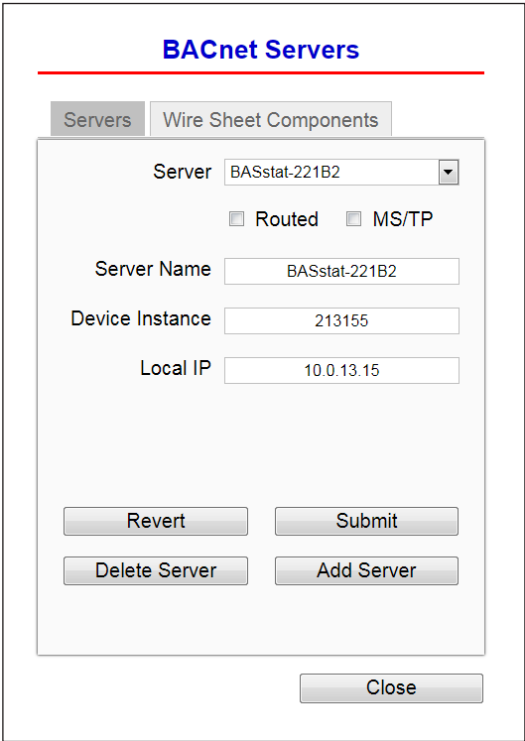 BACnet Servers
Servers Wire Sheet Components
Server BASstat-221B2
Routed MS/TP
Server Name BASstat-221B2
Device Instance 213155
Local IP 10.0.13.15
Revert Submit
Delete Server Add Server
Close